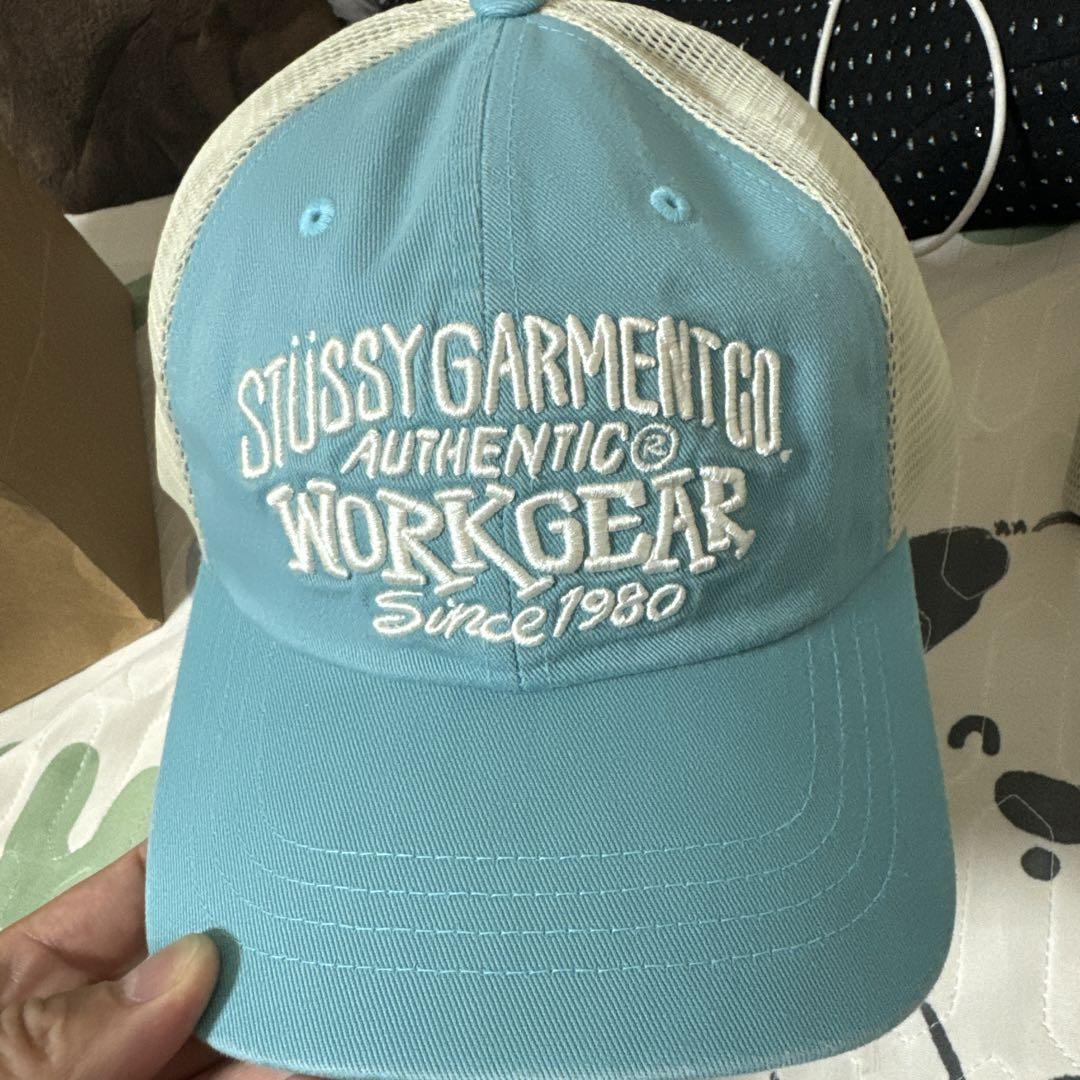 STÜSSY GARMENT CO.
AUTHENTIC
WORKGEAR
Since 1980